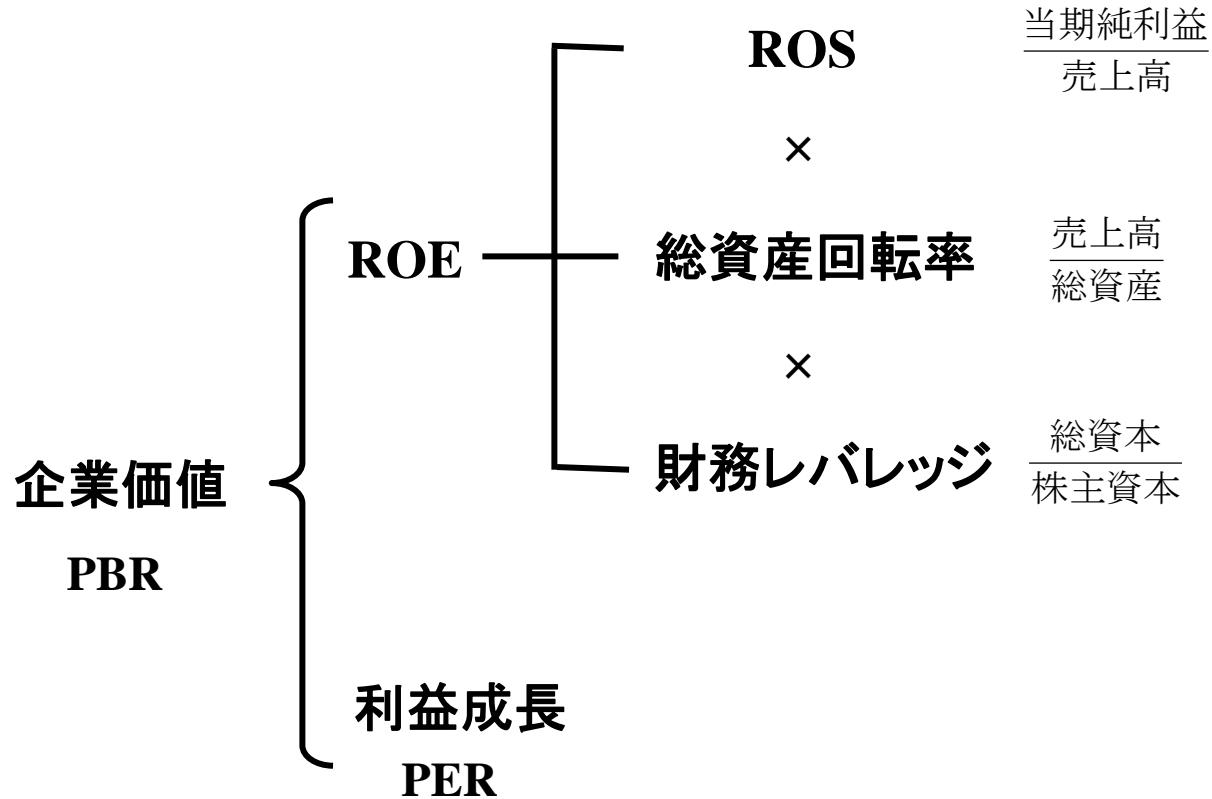 ROS
当期純利益
売上高
×
ROE
総資産回転率
売上高
総資産
×
財務レバレッジ
総資本
株主資本
企業価値
PBR
利益成長
PER